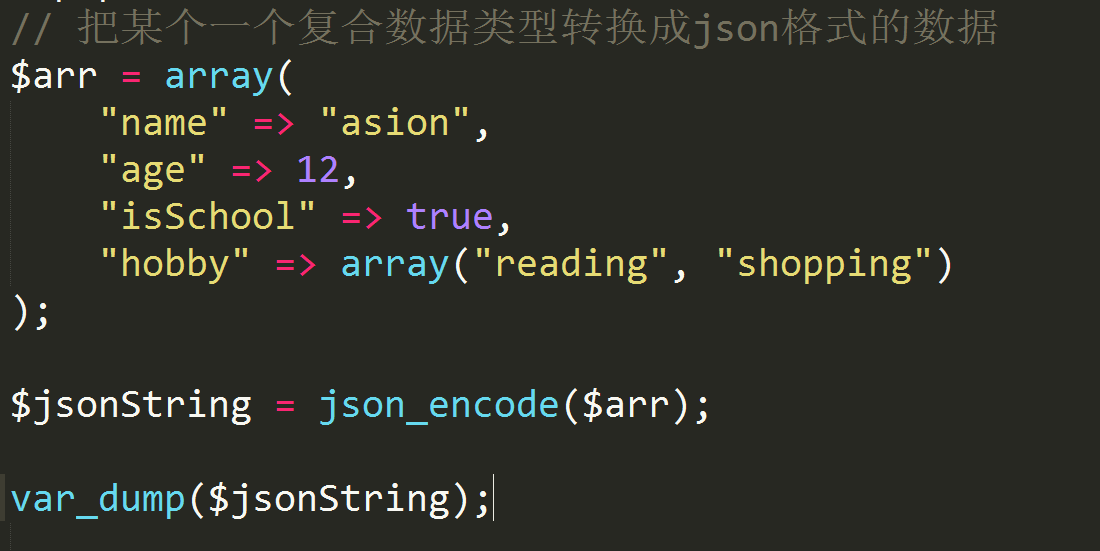 // 把某个一个复合数据类型转换成json格式的数据
$arr = array(
    "name" => "asion",
    "age" => 12,
    "isSchool" => true,
    "hobby" => array("reading", "shopping")
);
$jsonString = json_encode($arr);
var_dump($jsonString);